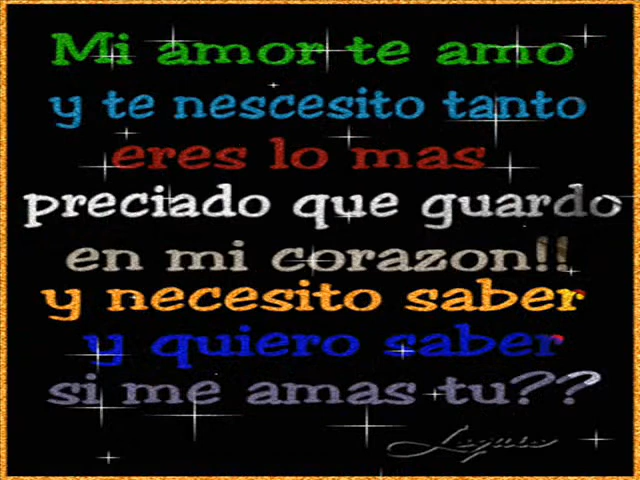 Mi amor te amo
y te nescesito tanto
eres lo mas
preciado que guardo
en mi corazon!!
y necesito saber
y quiero saber
si me amas tu??